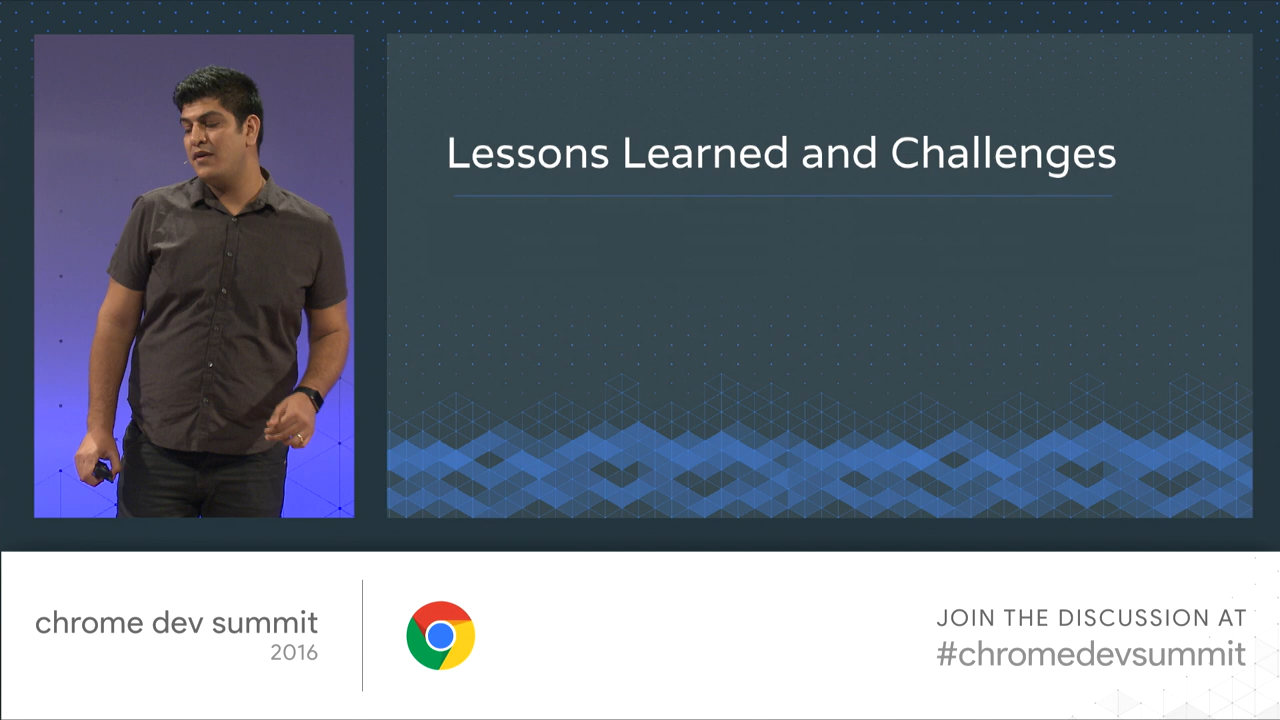 Lessons Learned and Challenges
chrome dev summit
2016
JOIN THE DISCUSSION AT
#chromedevsummit